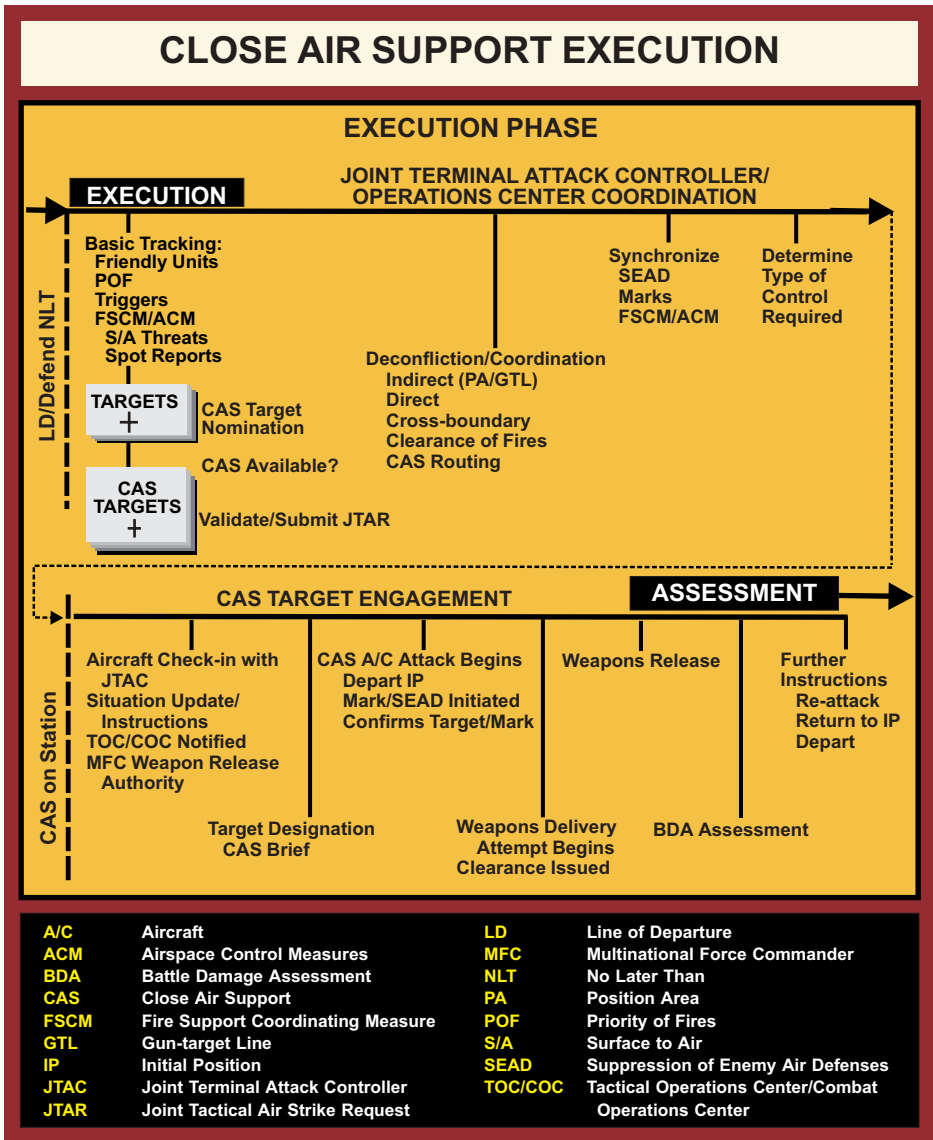 CLOSE AIR SUPPORT EXECUTION
EXECUTION PHASE
EXECUTION
JOINT TERMINAL ATTACK CONTROLLER/
OPERATIONS CENTER COORDINATION
LD/Defend NLT
Basic Tracking:
Friendly Units
POF
Triggers
FSCM/ACM
S/A Threats
Spot Reports
TARGETS
+
CAS Target
Nomination
CAS Available?
CAS
TARGETS
+
Validate/Submit JTAR
Deconfliction/Coordination
Indirect (PA/GTL)
Direct
Cross-boundary
Clearance of Fires
CAS Routing
Synchronize
SEAD
Marks
FSCM/ACM
Determine
Type of
Control
Required
CAS TARGET ENGAGEMENT
ASSESSMENT
CAS on Station
Aircraft Check-in with
JTAC
Situation Update/
Instructions
TOC/COC Notified
MFC Weapon Release
Authority
Target Designation
CAS Brief
CAS A/C Attack Begins
Depart IP
Mark/SEAD Initiated
Confirms Target/Mark
Weapons Delivery
Attempt Begins
Clearance Issued
Weapons Release
BDA Assessment
Further
Instructions
Re-attack
Return to IP
Depart
A/C Aircraft
ACM Airspace Control Measures
BDA Battle Damage Assessment
CAS Close Air Support
FSCM Fire Support Coordinating Measure
GTL Gun-target Line
IP Initial Position
JTAC Joint Terminal Attack Controller
JTAR Joint Tactical Air Strike Request
LD Line of Departure
MFC Multinational Force Commander
NLT No Later Than
PA Position Area
POF Priority of Fires
S/A Surface to Air
SEAD Suppression of Enemy Air Defenses
TOC/COC Tactical Operations Center/Combat
Operations Center